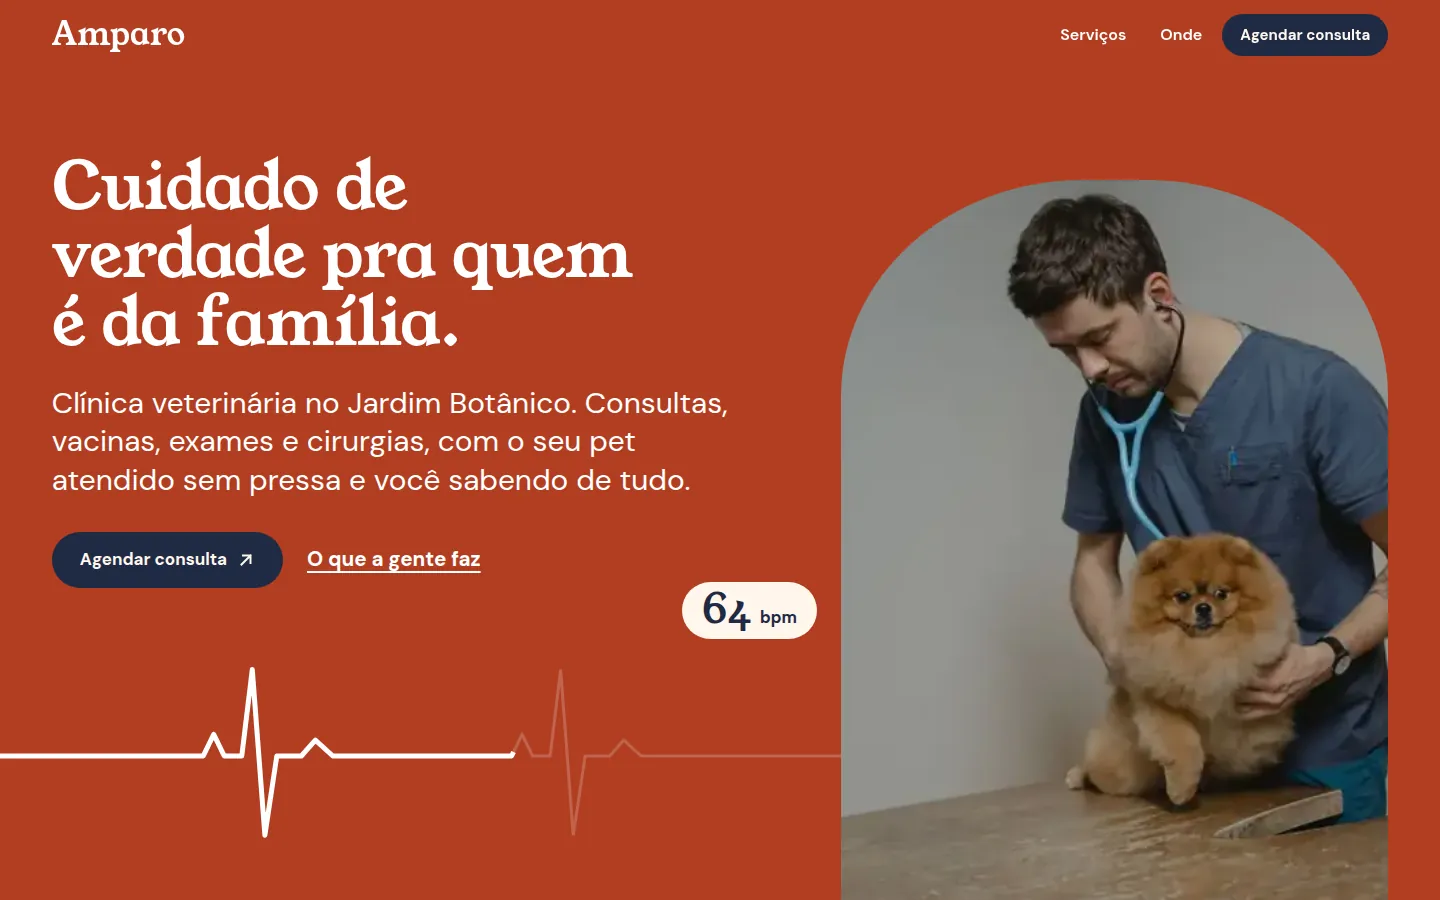 Amparo
Serviços
Onde
Agendar consulta
Cuidado de
verdade pra quem
é da família.
Clínica veterinária no Jardim Botânico. Consultas,
vacinas, exames e cirurgias, com o seu pet
atendido sem pressa e você sabendo de tudo.
Agendar consulta
O que a gente faz
64 bpm